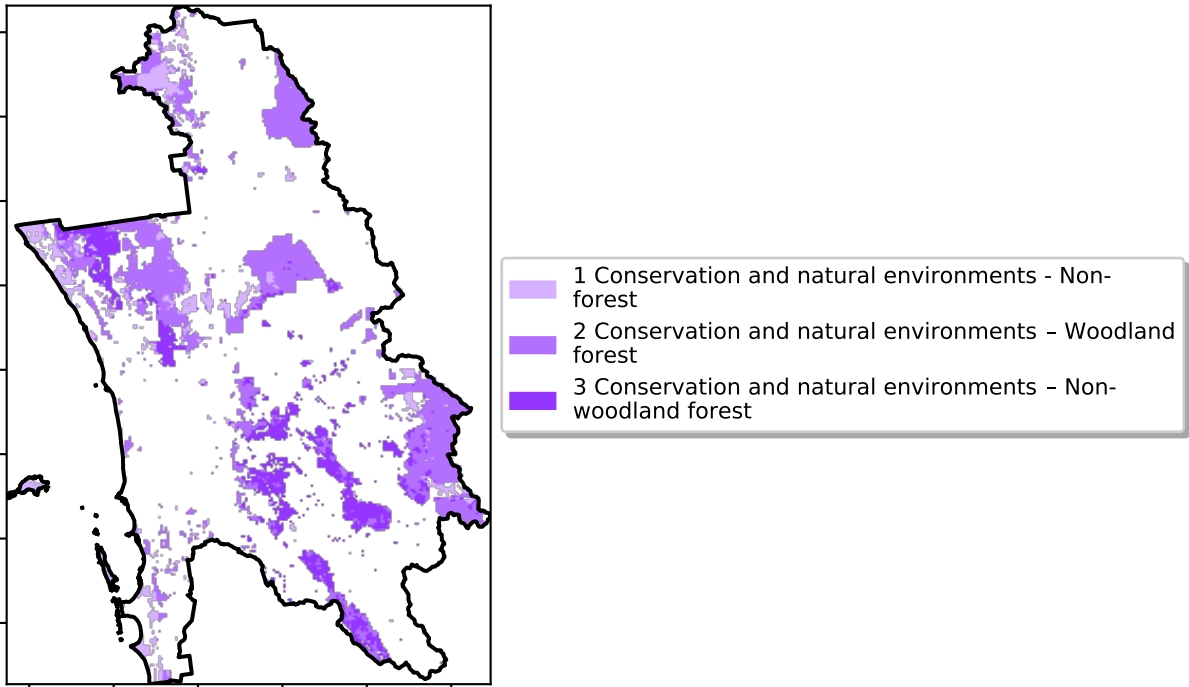 1 Conservation and natural environments - Non-
forest
2 Conservation and natural environments – Woodland
forest
3 Conservation and natural environments – Non-
woodland forest